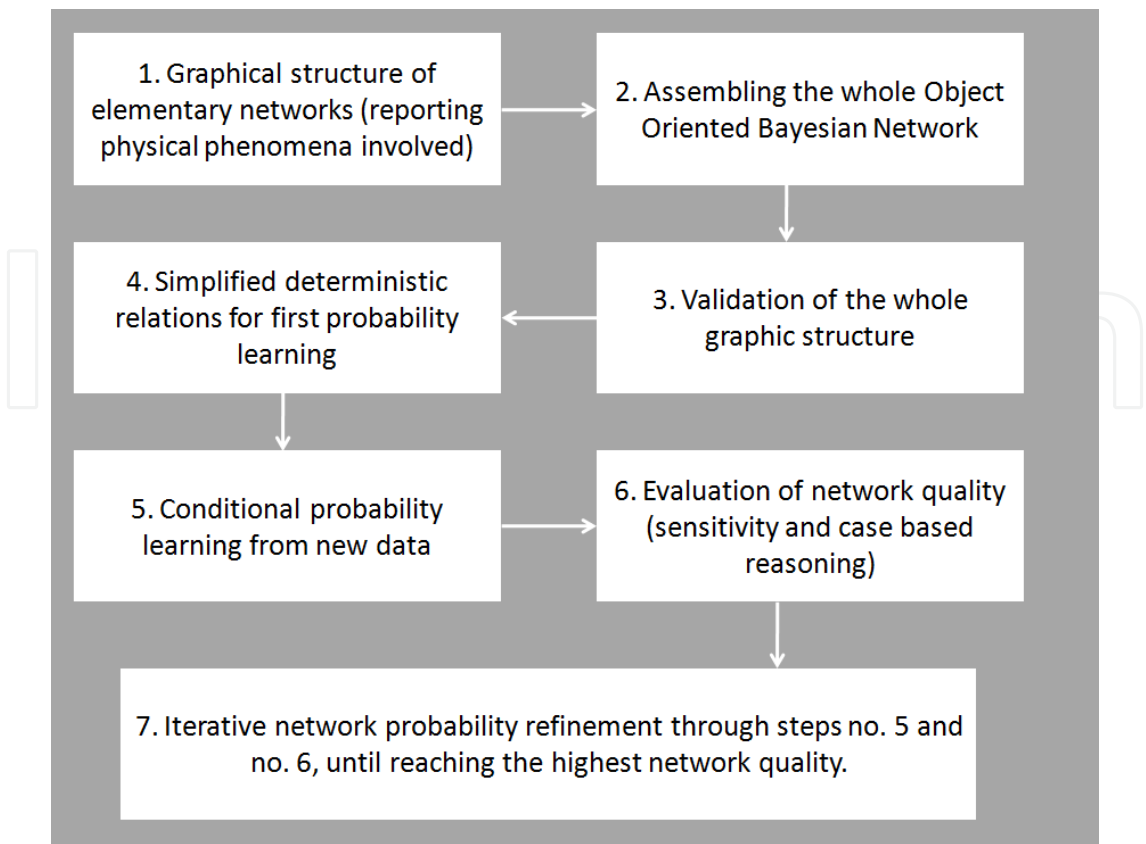 1. Graphical structure of
elementary networks (reporting
physical phenomena involved)
2. Assembling the whole Object
Oriented Bayesian Network
4. Simplified deterministic
relations for first probability
learning
3. Validation of the whole
graphic structure
5. Conditional probability
learning from new data
6. Evaluation of network quality
(sensitivity and case based
reasoning)
7. Iterative network probability refinement through steps no. 5 and
no. 6, until reaching the highest network quality.